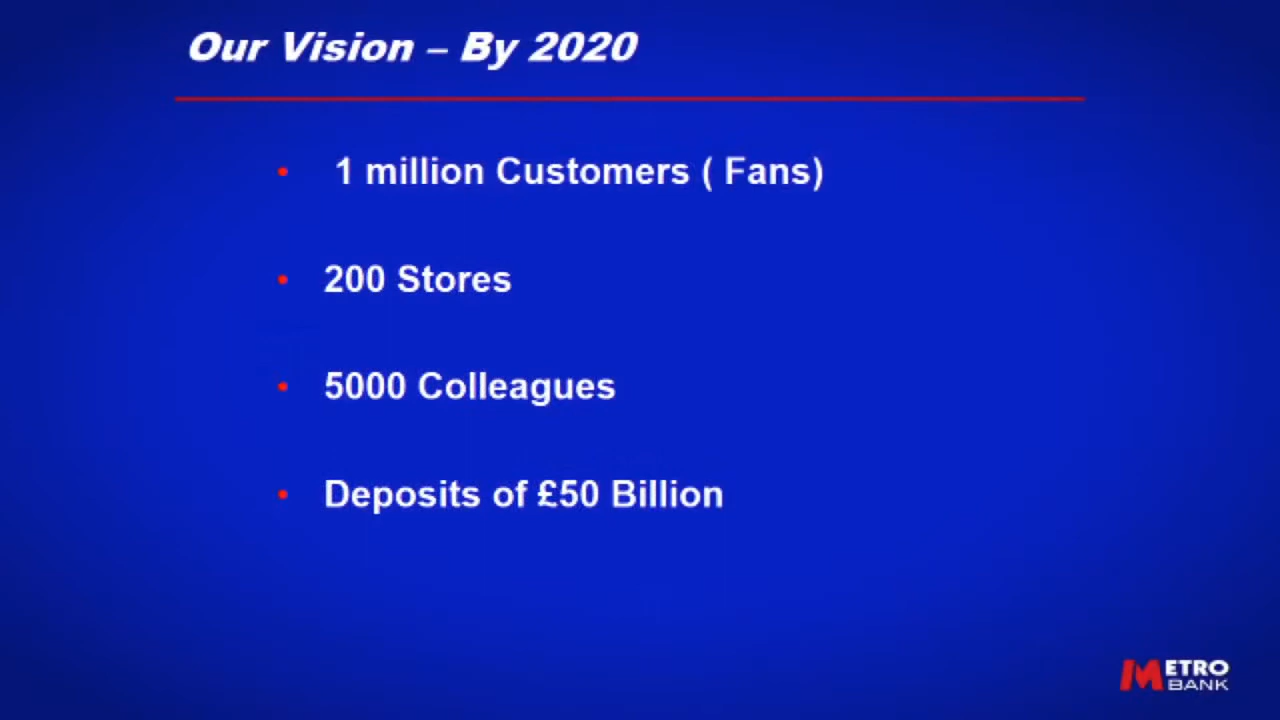 Our Vision – By 2020
• 1 million Customers ( Fans)
• 200 Stores
• 5000 Colleagues
• Deposits of £50 Billion
METRO
BANK